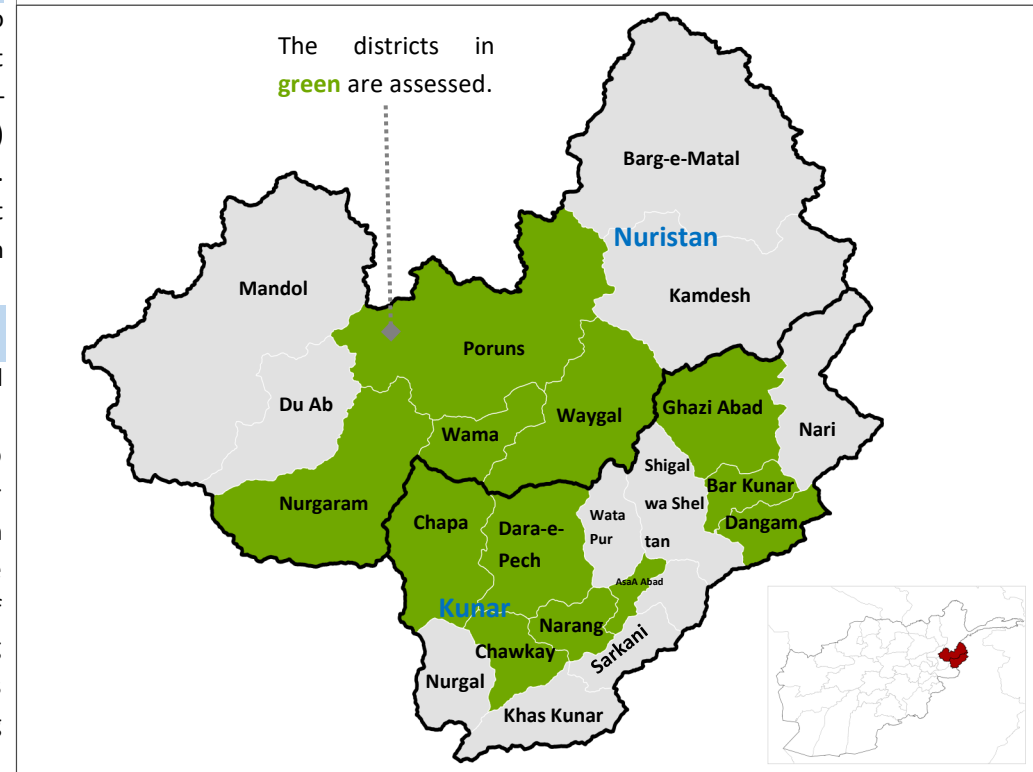 The districts in
green are assessed.
Barg-e-Matal
Nuristan
Mandol
Kamdesh
Poruns
Du Ab
Waygal
Ghazi Abad
Wama
Nari
Shigal
wa Shel
tan
Bar Kunar
Nurgaram
Chapa
Dara-e-
Pech
Wata
Pur
Dangam
AsaA Abad
Kunar
Narang
Sarkani
Chawkay
Nurgal
Khas Kunar